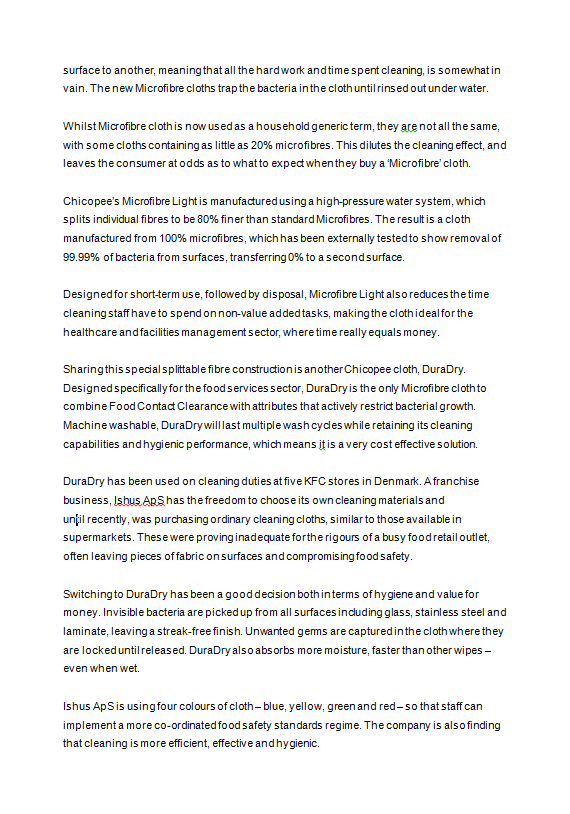 surface to another, meaning that all the hard work and time spent cleaning, is somewhat in
vain. The new Microfibre cloths trap the bacteria in the cloth until rinsed out under water.
Whilst Microfibre cloth is now used as a household generic term, they are not all the same,
with some cloths containing as little as 20% microfibres. This dilutes the cleaning effect, and
leaves the consumer at odds as to what to expect when they buy a ‘Microfibre’ cloth.
Chicopee’s Microfibre Light is manufactured using a high-pressure water system, which
splits individual fibres to be 80% finer than standard Microfibres. The result is a cloth
manufactured from 100% microfibres, which has been externally tested to show removal of
99.99% of bacteria from surfaces, transferring 0% to a second surface.
Designed for short-term use, followed by disposal, Microfibre Light also reduces the time
cleaning staff have to spend on non-value added tasks, making the cloth ideal for the
healthcare and facilities management sector, where time really equals money.
Sharing this special splittable fibre construction is another Chicopee cloth, DuraDry.
Designed specifically for the food services sector, DuraDry is the only Microfibre cloth to
combine Food Contact Clearance with attributes that actively restrict bacterial growth.
Machine washable, DuraDry will last multiple wash cycles while retaining its cleaning
capabilities and hygienic performance, which means it is a very cost effective solution.
DuraDry has been used on cleaning duties at five KFC stores in Denmark. A franchise
business, Ishus ApS has the freedom to choose its own cleaning materials and
until recently, was purchasing ordinary cleaning cloths, similar to those available in
supermarkets. These were proving inadequate for the rigours of a busy food retail outlet,
often leaving pieces of fabric on surfaces and compromising food safety.
Switching to DuraDry has been a good decision both in terms of hygiene and value for
money. Invisible bacteria are picked up from all surfaces including glass, stainless steel and
laminate, leaving a streak-free finish. Unwanted germs are captured in the cloth where they
are locked until released. DuraDry also absorbs more moisture, faster than other wipes –
even when wet.
Ishus ApS is using four colours of cloth – blue, yellow, green and red – so that staff can
implement a more co-ordinated food safety standards regime. The company is also finding
that cleaning is more efficient, effective and hygienic.